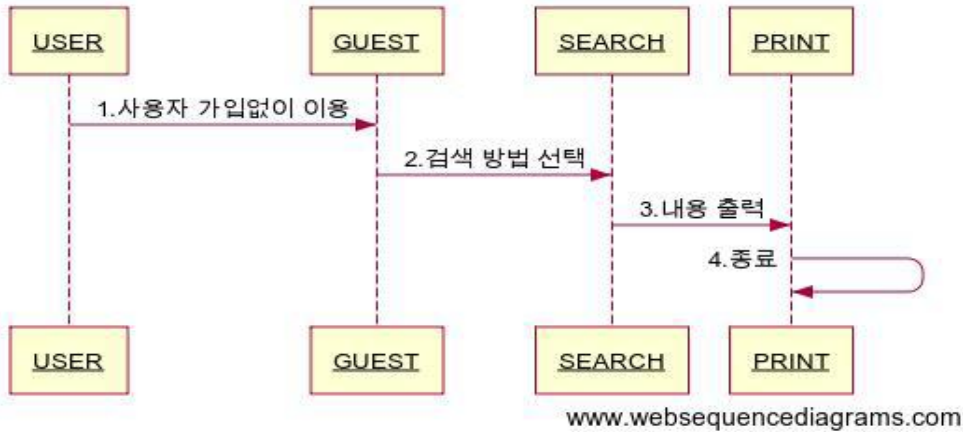 USER GUEST SEARCH PRINT
1.사용자 가입없이 이용
2.검색 방법 선택
3.내용 출력
4.종료
USER GUEST SEARCH PRINT
www.websequencediagrams.com